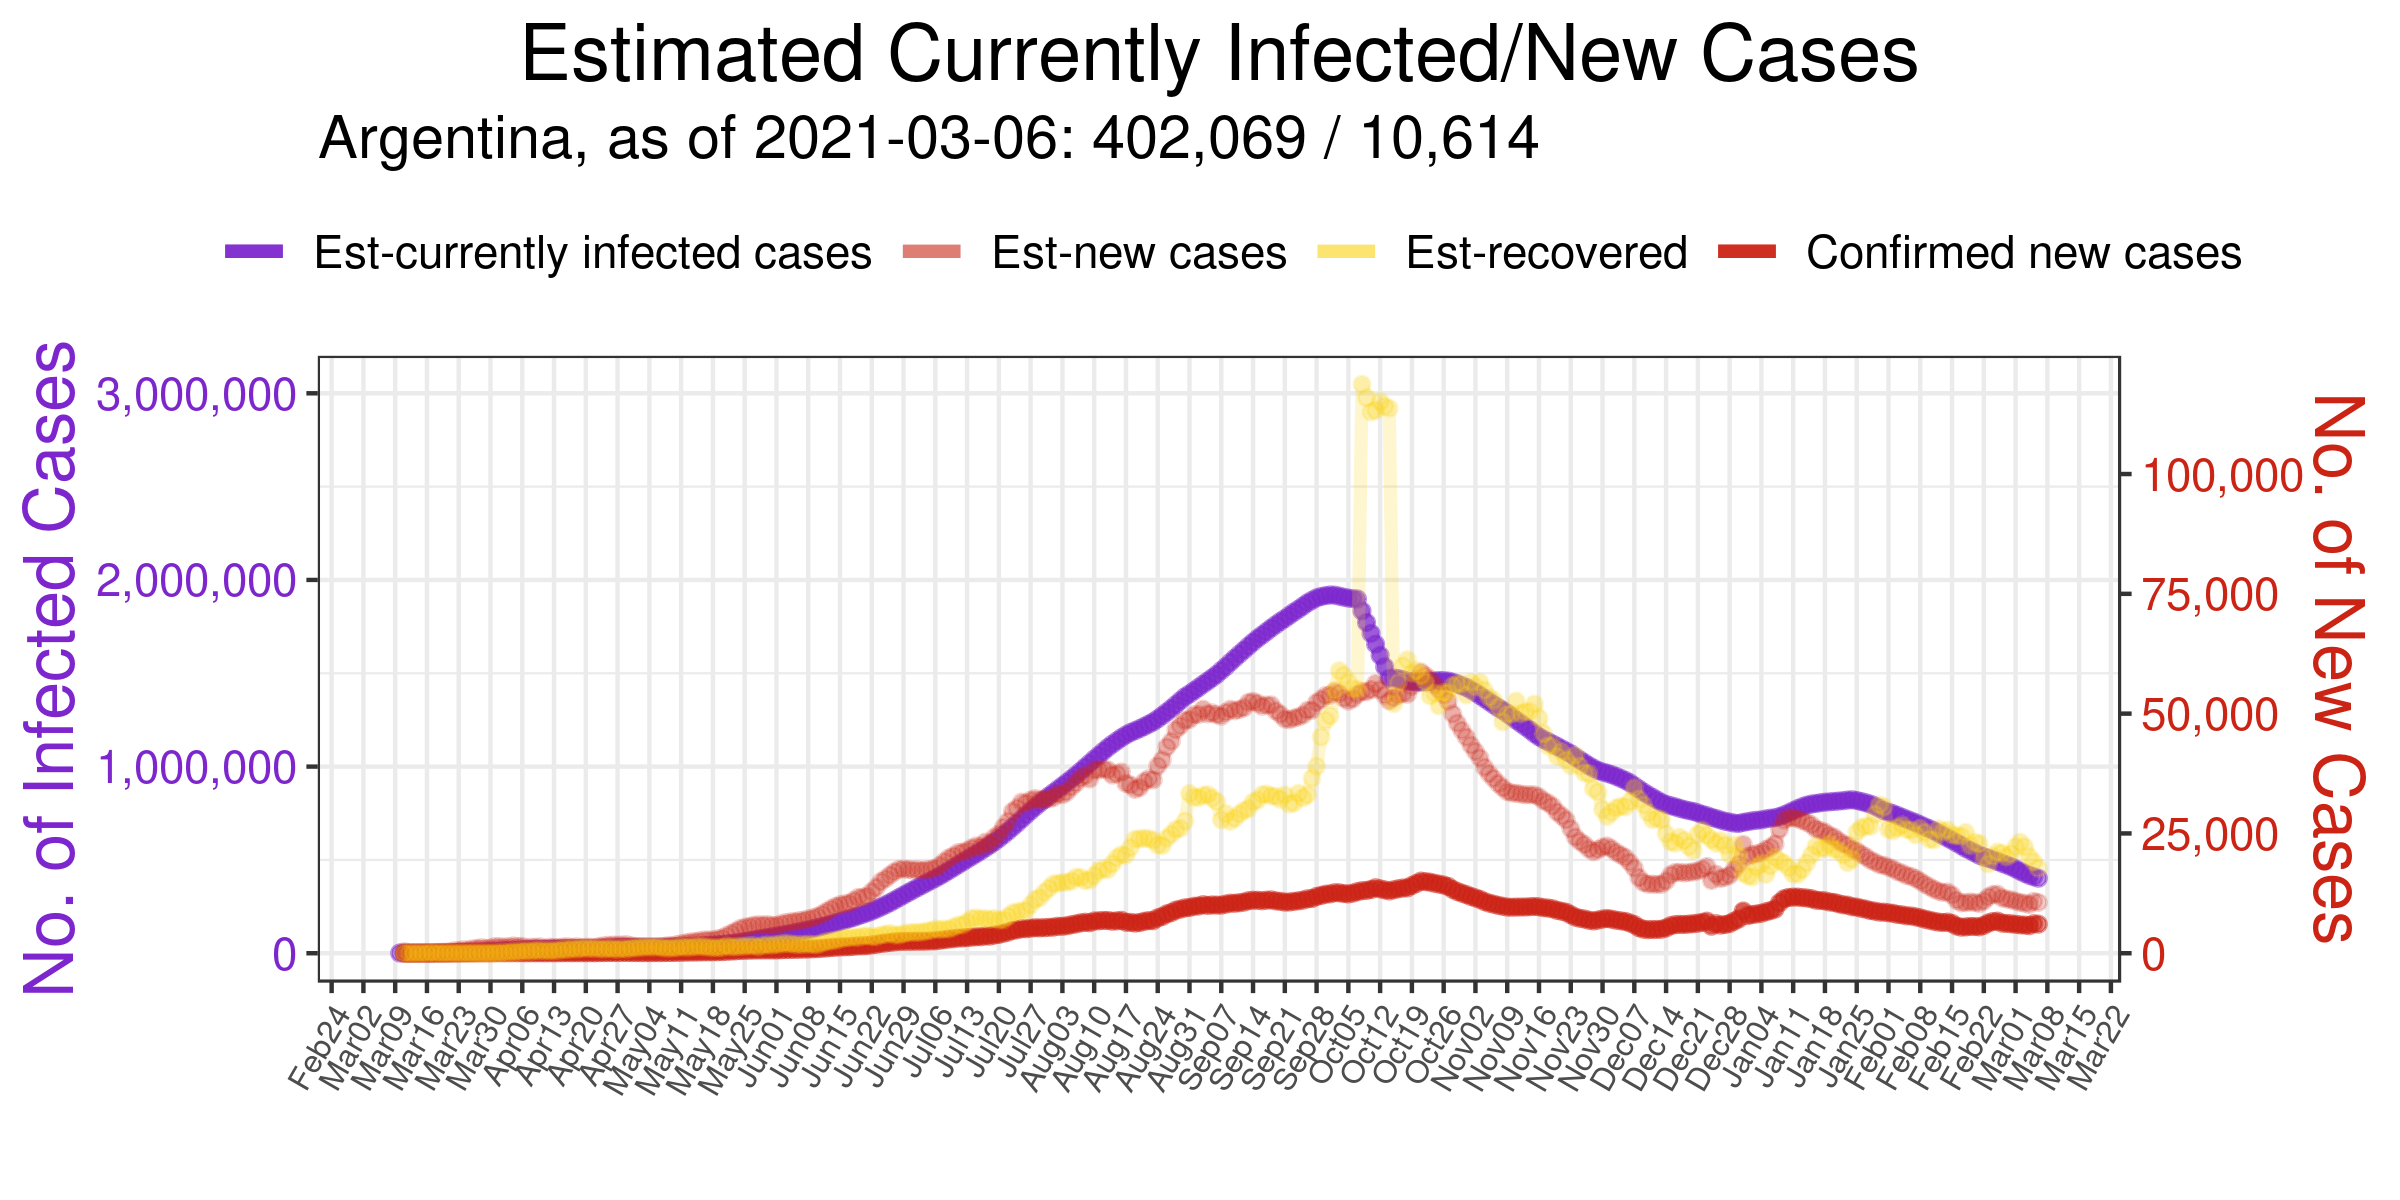 Estimated Currently Infected/New Cases
Argentina, as of 2021-03-06: 402,069 / 10,614
Est-currently infected cases Est-new cases Est-recovered Confirmed new cases
No. of Infected Cases
3,000,000
2,000,000
1,000,000
0
100,000
75,000
50,000
25,000
0
No. of New Cases
Feb24 Mar02 Mar09 Mar16 Mar23 Mar30 Apr06 Apr13 Apr20 Apr27 May04 May11 May18 May25 Jun01 Jun08 Jun15 Jun22 Jun29 Jul06 Jul13 Jul20 Jul27 Aug03 Aug10 Aug17 Aug24 Aug31 Sep07 Sep14 Sep21 Sep28 Oct05 Oct12 Oct19 Oct26 Nov02 Nov09 Nov16 Nov23 Nov30 Dec07 Dec14 Dec21 Dec28 Jan04 Jan11 Jan18 Jan25 Feb01 Feb08 Feb15 Feb22 Mar01 Mar08 Mar15 Mar22